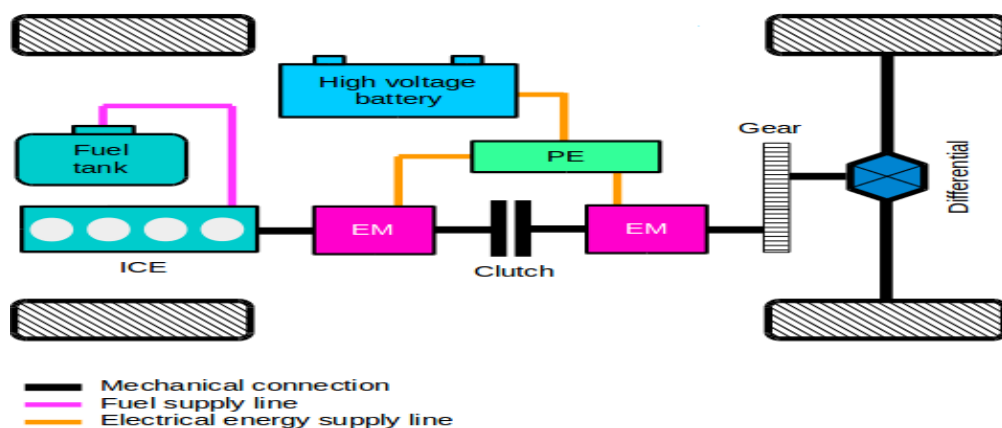 High voltage
battery
Fuel
tank
PE
Gear
Differential
EM
EM
ICE
Clutch
Mechanical connection
Fuel supply line
Electrical energy supply line